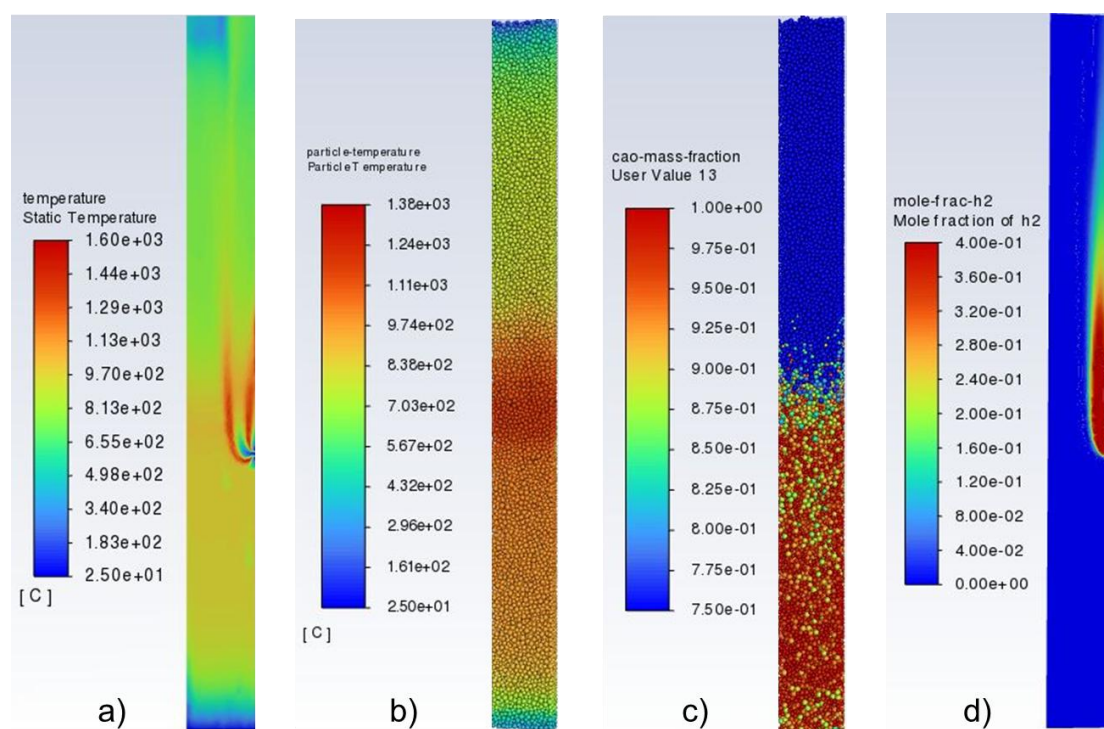 temperature
Static Temperature
1.60e+03
1.44e+03
1.29e+03
1.13e+03
9.70e+02
8.13e+02
6.55e+02
4.98e+02
3.40e+02
1.83e+02
2.50e+01
[ C ]
a)
particle-temperature
Particle Temperature
1.38e+03
1.24e+03
1.11e+03
9.74e+02
8.38e+02
7.03e+02
5.67e+02
4.32e+02
2.96e+02
1.61e+02
2.50e+01
[ C ]
b)
cao-mass-fraction
User Value 13
1.00e+00
9.75e-01
9.50e-01
9.25e-01
9.00e-01
8.75e-01
8.50e-01
8.25e-01
8.00e-01
7.75e-01
7.50e-01
c)
mole-frac-h2
Mole fraction of h2
4.00e-01
3.60e-01
3.20e-01
2.80e-01
2.40e-01
2.00e-01
1.60e-01
1.20e-01
8.00e-02
4.00e-02
0.00e+00
d)